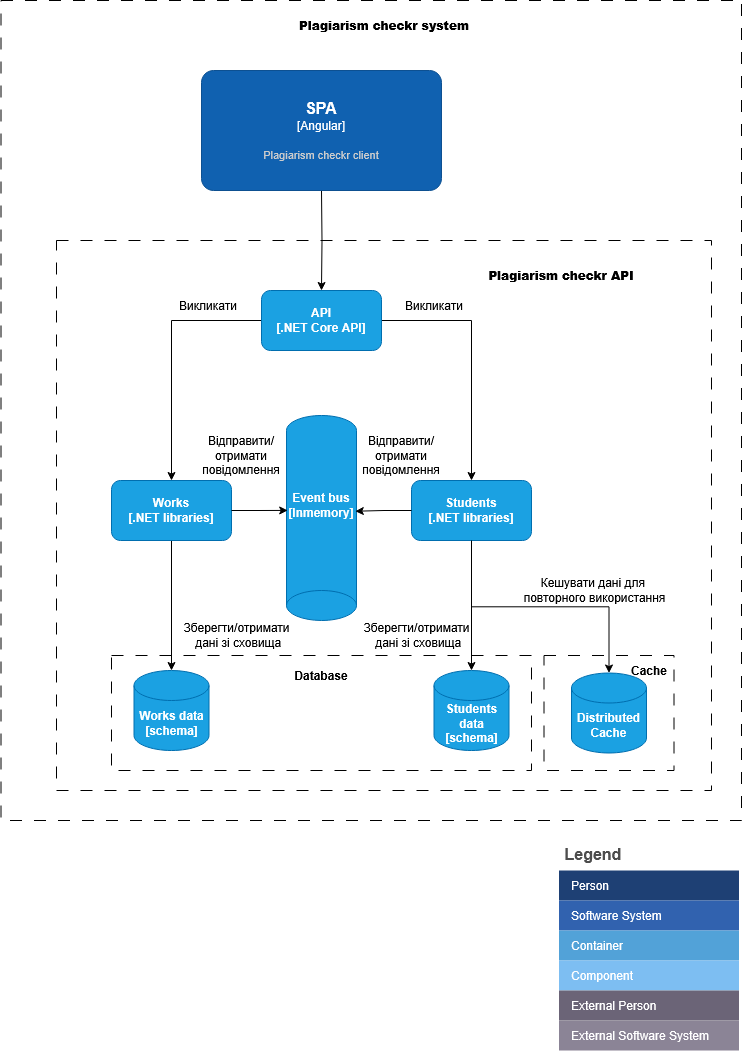 Plagiarism checkr system
SPA
[Angular]
Plagiarism checkr client
Plagiarism checkr API
Викликати
API
[.NET Core API]
Викликати
Відправити/
отримати
повідомлення
Відправити/
отримати
повідомлення
Works
[.NET libraries]
Event bus
[Inmemory]
Students
[.NET libraries]
Кешувати дані для
повторного використання
Зберегти/отримати
дані зі сховища
Зберегти/отримати
дані зі сховища
Database
Cache
Works data
[schema]
Students
data
[schema]
Distributed
Cache
Legend
Person
Software System
Container
Component
External Person
External Software System